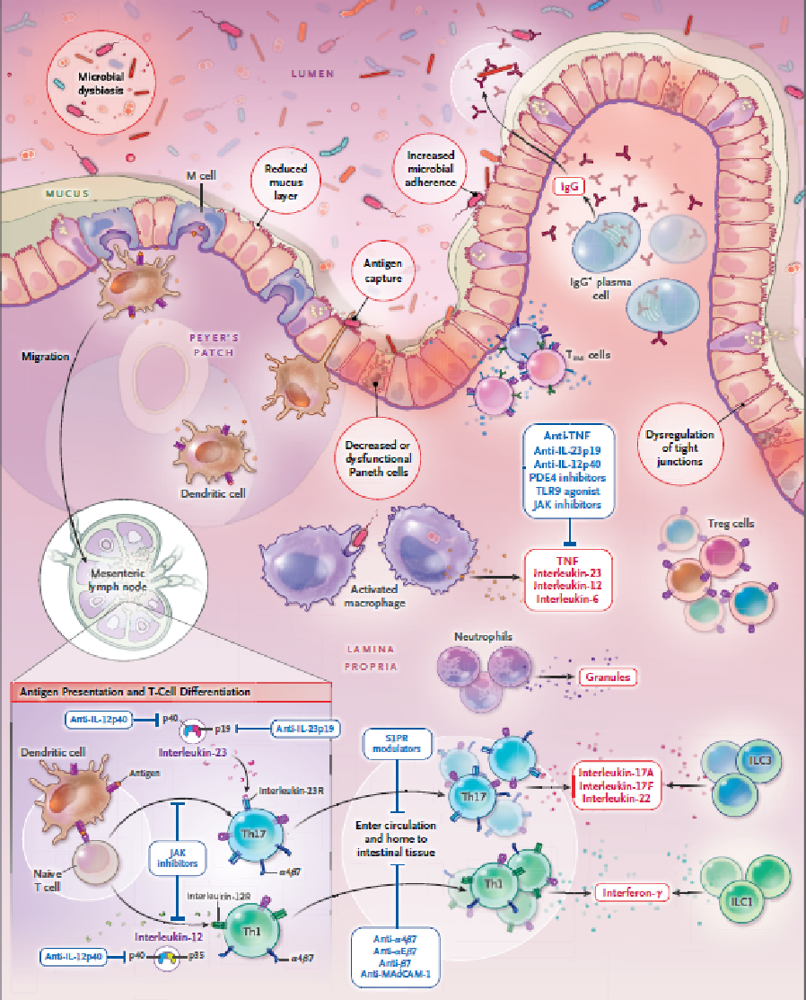 Microbial
dysbiosis
LUMEN
M cell
Reduced
mucus
layer
Increased
microbial
adherence
IgG
MUCUS
Antigen
capture
IgG+ plasma
cell
Migration
PEYER'S
PATCH
cells
Decreased or
dysfunctional
Paneth cells
Anti-TNF
Anti-IL-23p19
Anti-IL-12p40
PDE4 inhibitors
TLR9 agonist
JAK inhibitors
Dysregulation
of tight
junctions
Dendritic cell
Treg cells
Mesenteric
lymph node
Activated
macrophage
TNF
Interleukin-23
Interleukin-12
Interleukin-6
LAMINA
PROPRIA
Neutrophils
Granules
Antigen Presentation and T-Cell Differentiation
Anti-IL-12p40
p40
p19
Anti-IL-23p19
Interleukin-23
Dendritic cell
Antigen
Interleukin-23R
Th17
α4β7
JAK
inhibitors
Naive
T cell
Interleukin-12R
Th1
Interleukin-12
Anti-IL-12p40
p40
p35
α4β7
S1PR
modulators
Enter circulation
and home to
intestinal tissue
Anti-α4β7
Anti-αEβ7
Anti-β7
Anti-MAdCAM-1
Th17
Interleukin-17A
Interleukin-17F
Interleukin-22
ILC3
Th1
Interferon-γ
ILC1